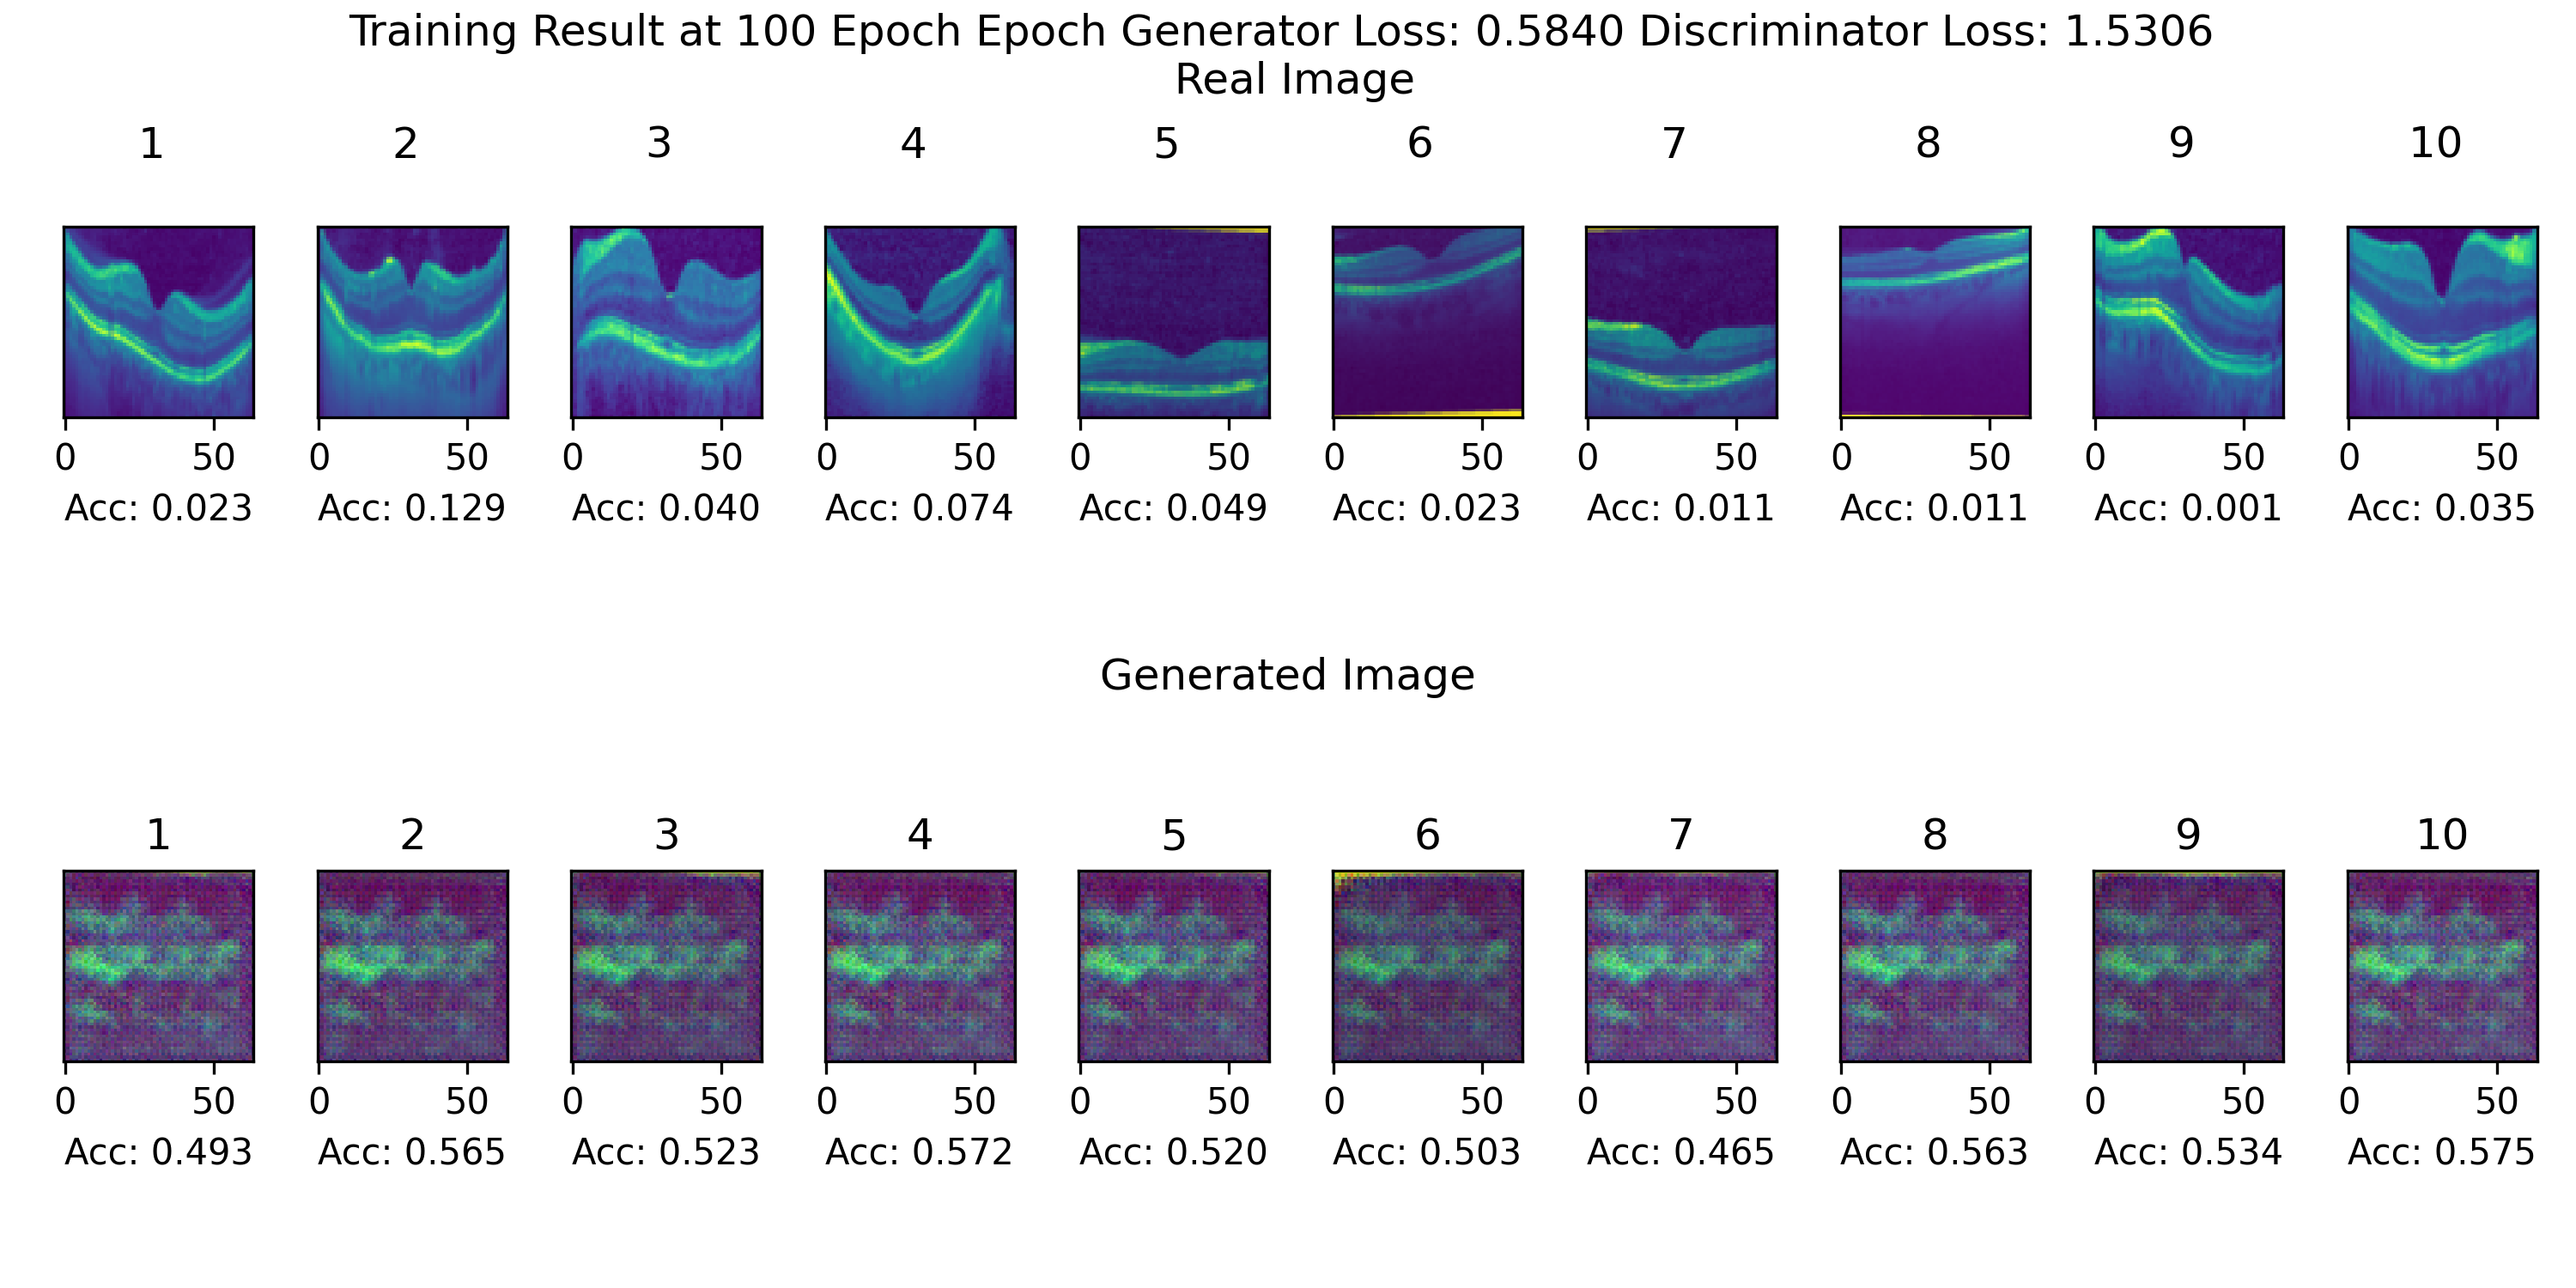 Training Result at 100 Epoch Epoch Generator Loss: 0.5840 Discriminator Loss: 1.5306
Real Image
1 2 3 4 5 6 7 8 9 10
0 50 0 50 0 50 0 50 0 50 0 50 0 50 0 50 0 50 0 50
Acc: 0.023 Acc: 0.129 Acc: 0.040 Acc: 0.074 Acc: 0.049 Acc: 0.023 Acc: 0.011 Acc: 0.011 Acc: 0.001 Acc: 0.035
Generated Image
1 2 3 4 5 6 7 8 9 10
0 50 0 50 0 50 0 50 0 50 0 50 0 50 0 50 0 50 0 50
Acc: 0.493 Acc: 0.565 Acc: 0.523 Acc: 0.572 Acc: 0.520 Acc: 0.503 Acc: 0.465 Acc: 0.563 Acc: 0.534 Acc: 0.575